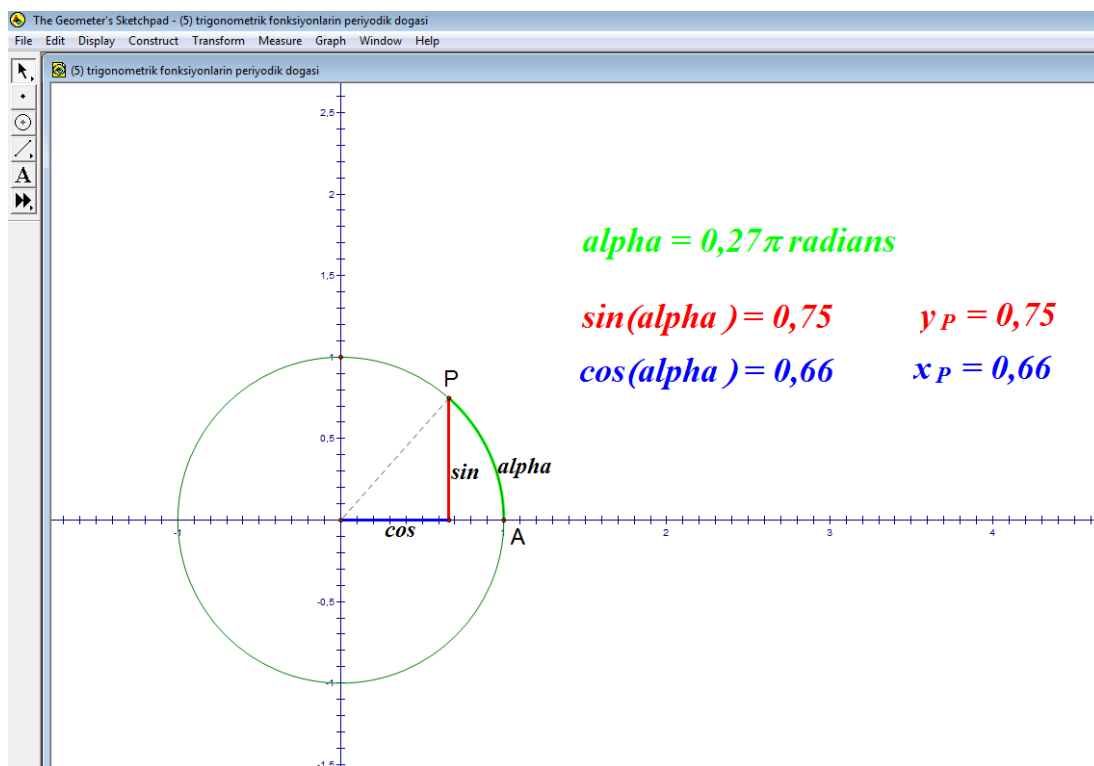 The Geometer's Sketchpad - (5) trigonometrik fonksiyonlarin periyodik dogasi
File Edit Display Construct Transform Measure Graph Window Help
(5) trigonometrik fonksiyonlarin periyodik dogasi
A
2,5
2
1,5
1
0,5
-0,5
-1
-1,5
-1
1
2
3
4
alpha = 0,27π radians
sin(alpha ) = 0,75
y P = 0,75
cos(alpha ) = 0,66
x P = 0,66
P
sin
alpha
cos
A